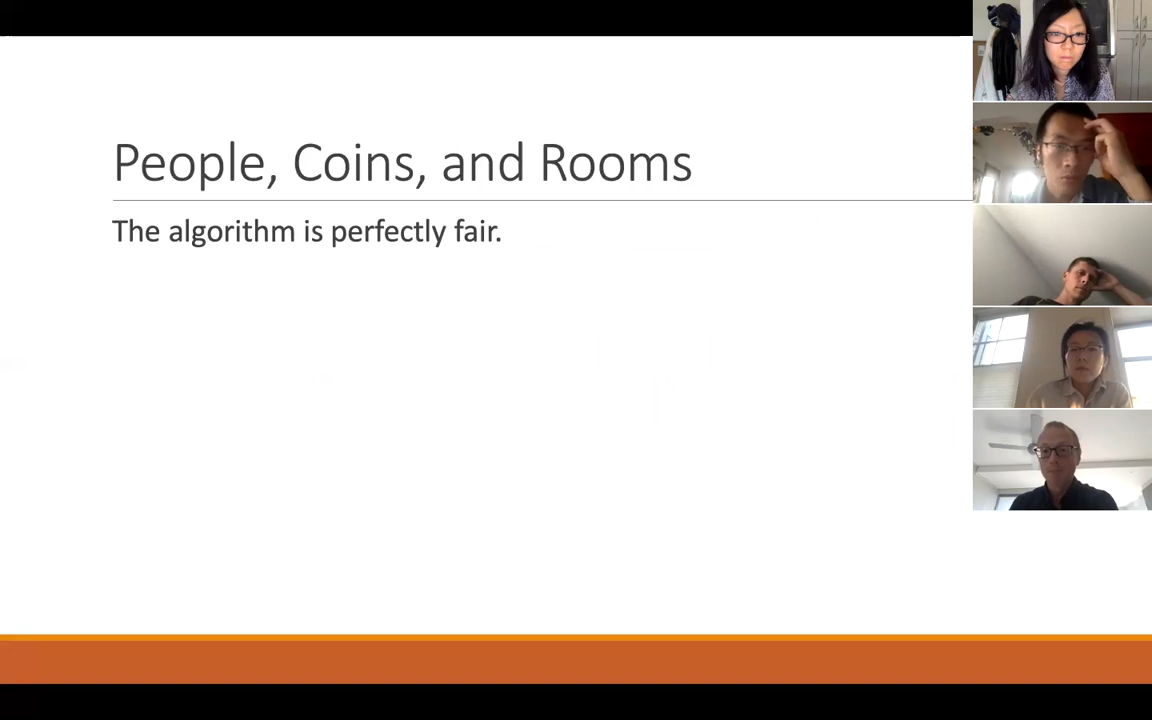 People, Coins, and Rooms
The algorithm is perfectly fair.